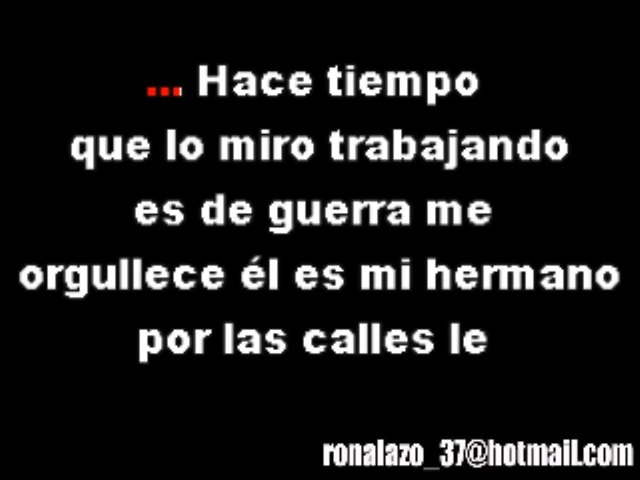 ... Hace tiempo
que lo miro trabajando
es de guerra me
orgullece él es mi hermano
por las calles le
ronalazo_37@hotmail.com